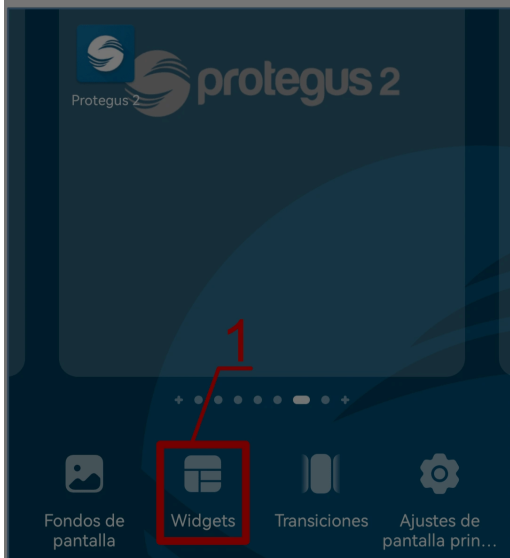 protegus 2
Protegus 2
1
Fondos de
pantalla
Widgets
Transiciones
Ajustes de
pantalla prin...